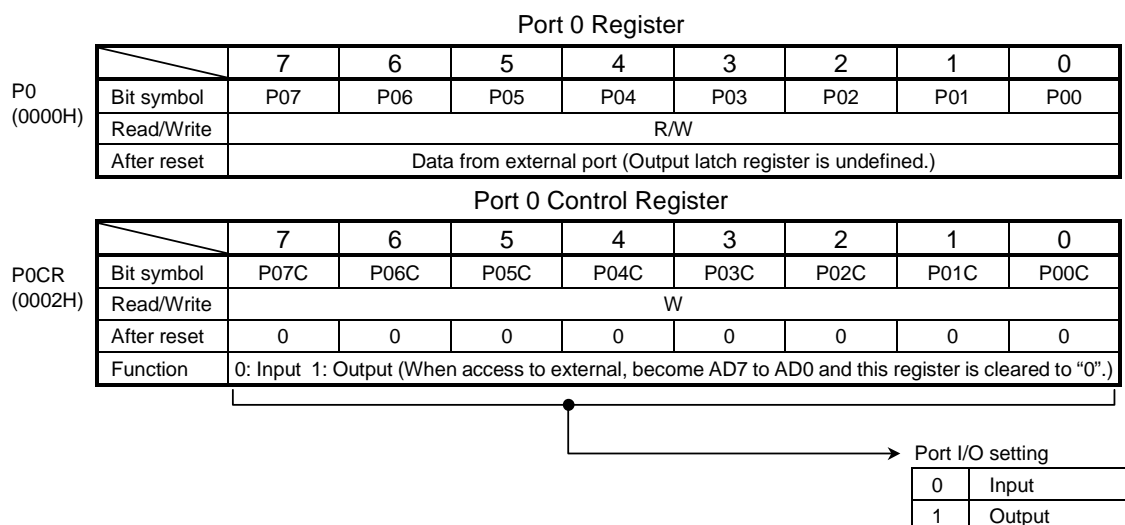 Port 0 Register
7 6 5 4 3 2 1 0
P0
(0000H)
Bit symbol P07 P06 P05 P04 P03 P02 P01 P00
Read/Write R/W
After reset Data from external port (Output latch register is undefined.)
Port 0 Control Register
7 6 5 4 3 2 1 0
P0CR
(0002H)
Bit symbol P07C P06C P05C P04C P03C P02C P01C P00C
Read/Write W
After reset 0 0 0 0 0 0 0 0
Function 0: Input 1: Output (When access to external, become AD7 to AD0 and this register is cleared to “0”.)
Port I/O setting
0 Input
1 Output